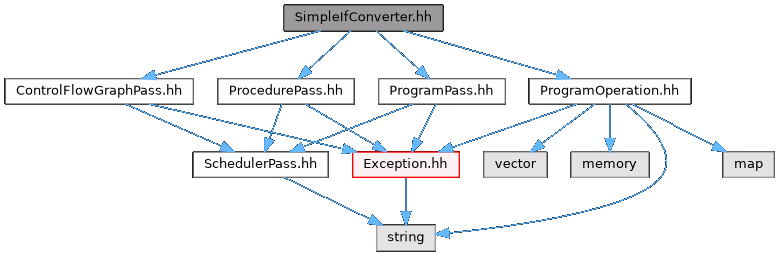 SimpleIfConverter.hh
ControlFlowGraphPass.hh
ProcedurePass.hh
ProgramPass.hh
ProgramOperation.hh
SchedulerPass.hh
Exception.hh
vector
memory
map
string